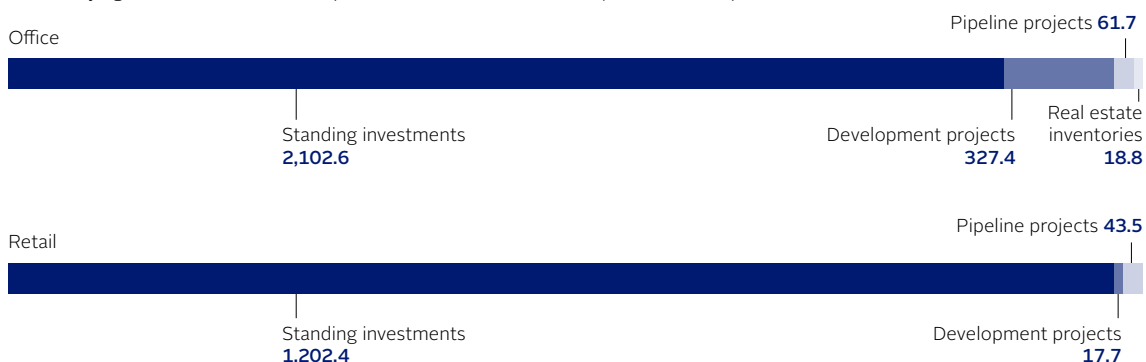 Pipeline projects 61.7
Office
Standing investments
2,102.6
Development projects
327.4
Real estate
inventories
18.8
Pipeline projects 43.5
Retail
Standing investments
1,202.4
Development projects
17.7